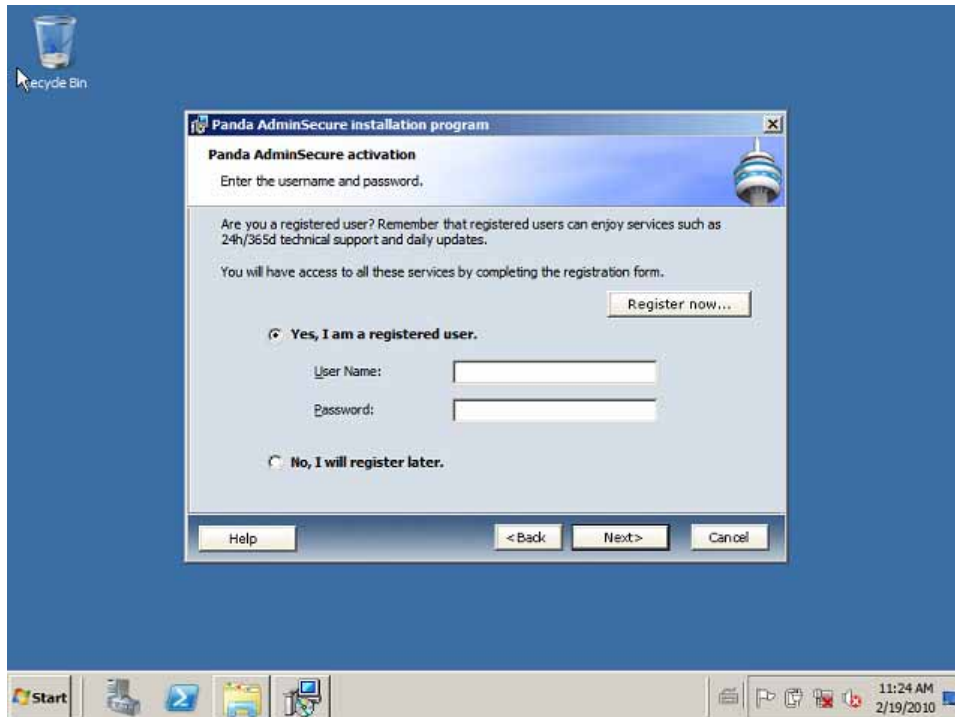 ecycle Bin
Panda AdminSecure installation program
Panda AdminSecure activation
Enter the username and password.
Are you a registered user? Remember that registered users can enjoy services such as
24h/365d technical support and daily updates.
You will have access to all these services by completing the registration form.
Register now...
Yes, I am a registered user.
User Name:
Password:
No, I will register later.
Help
<Back
Next>
Cancel
Start
11:24 AM
2/19/2010